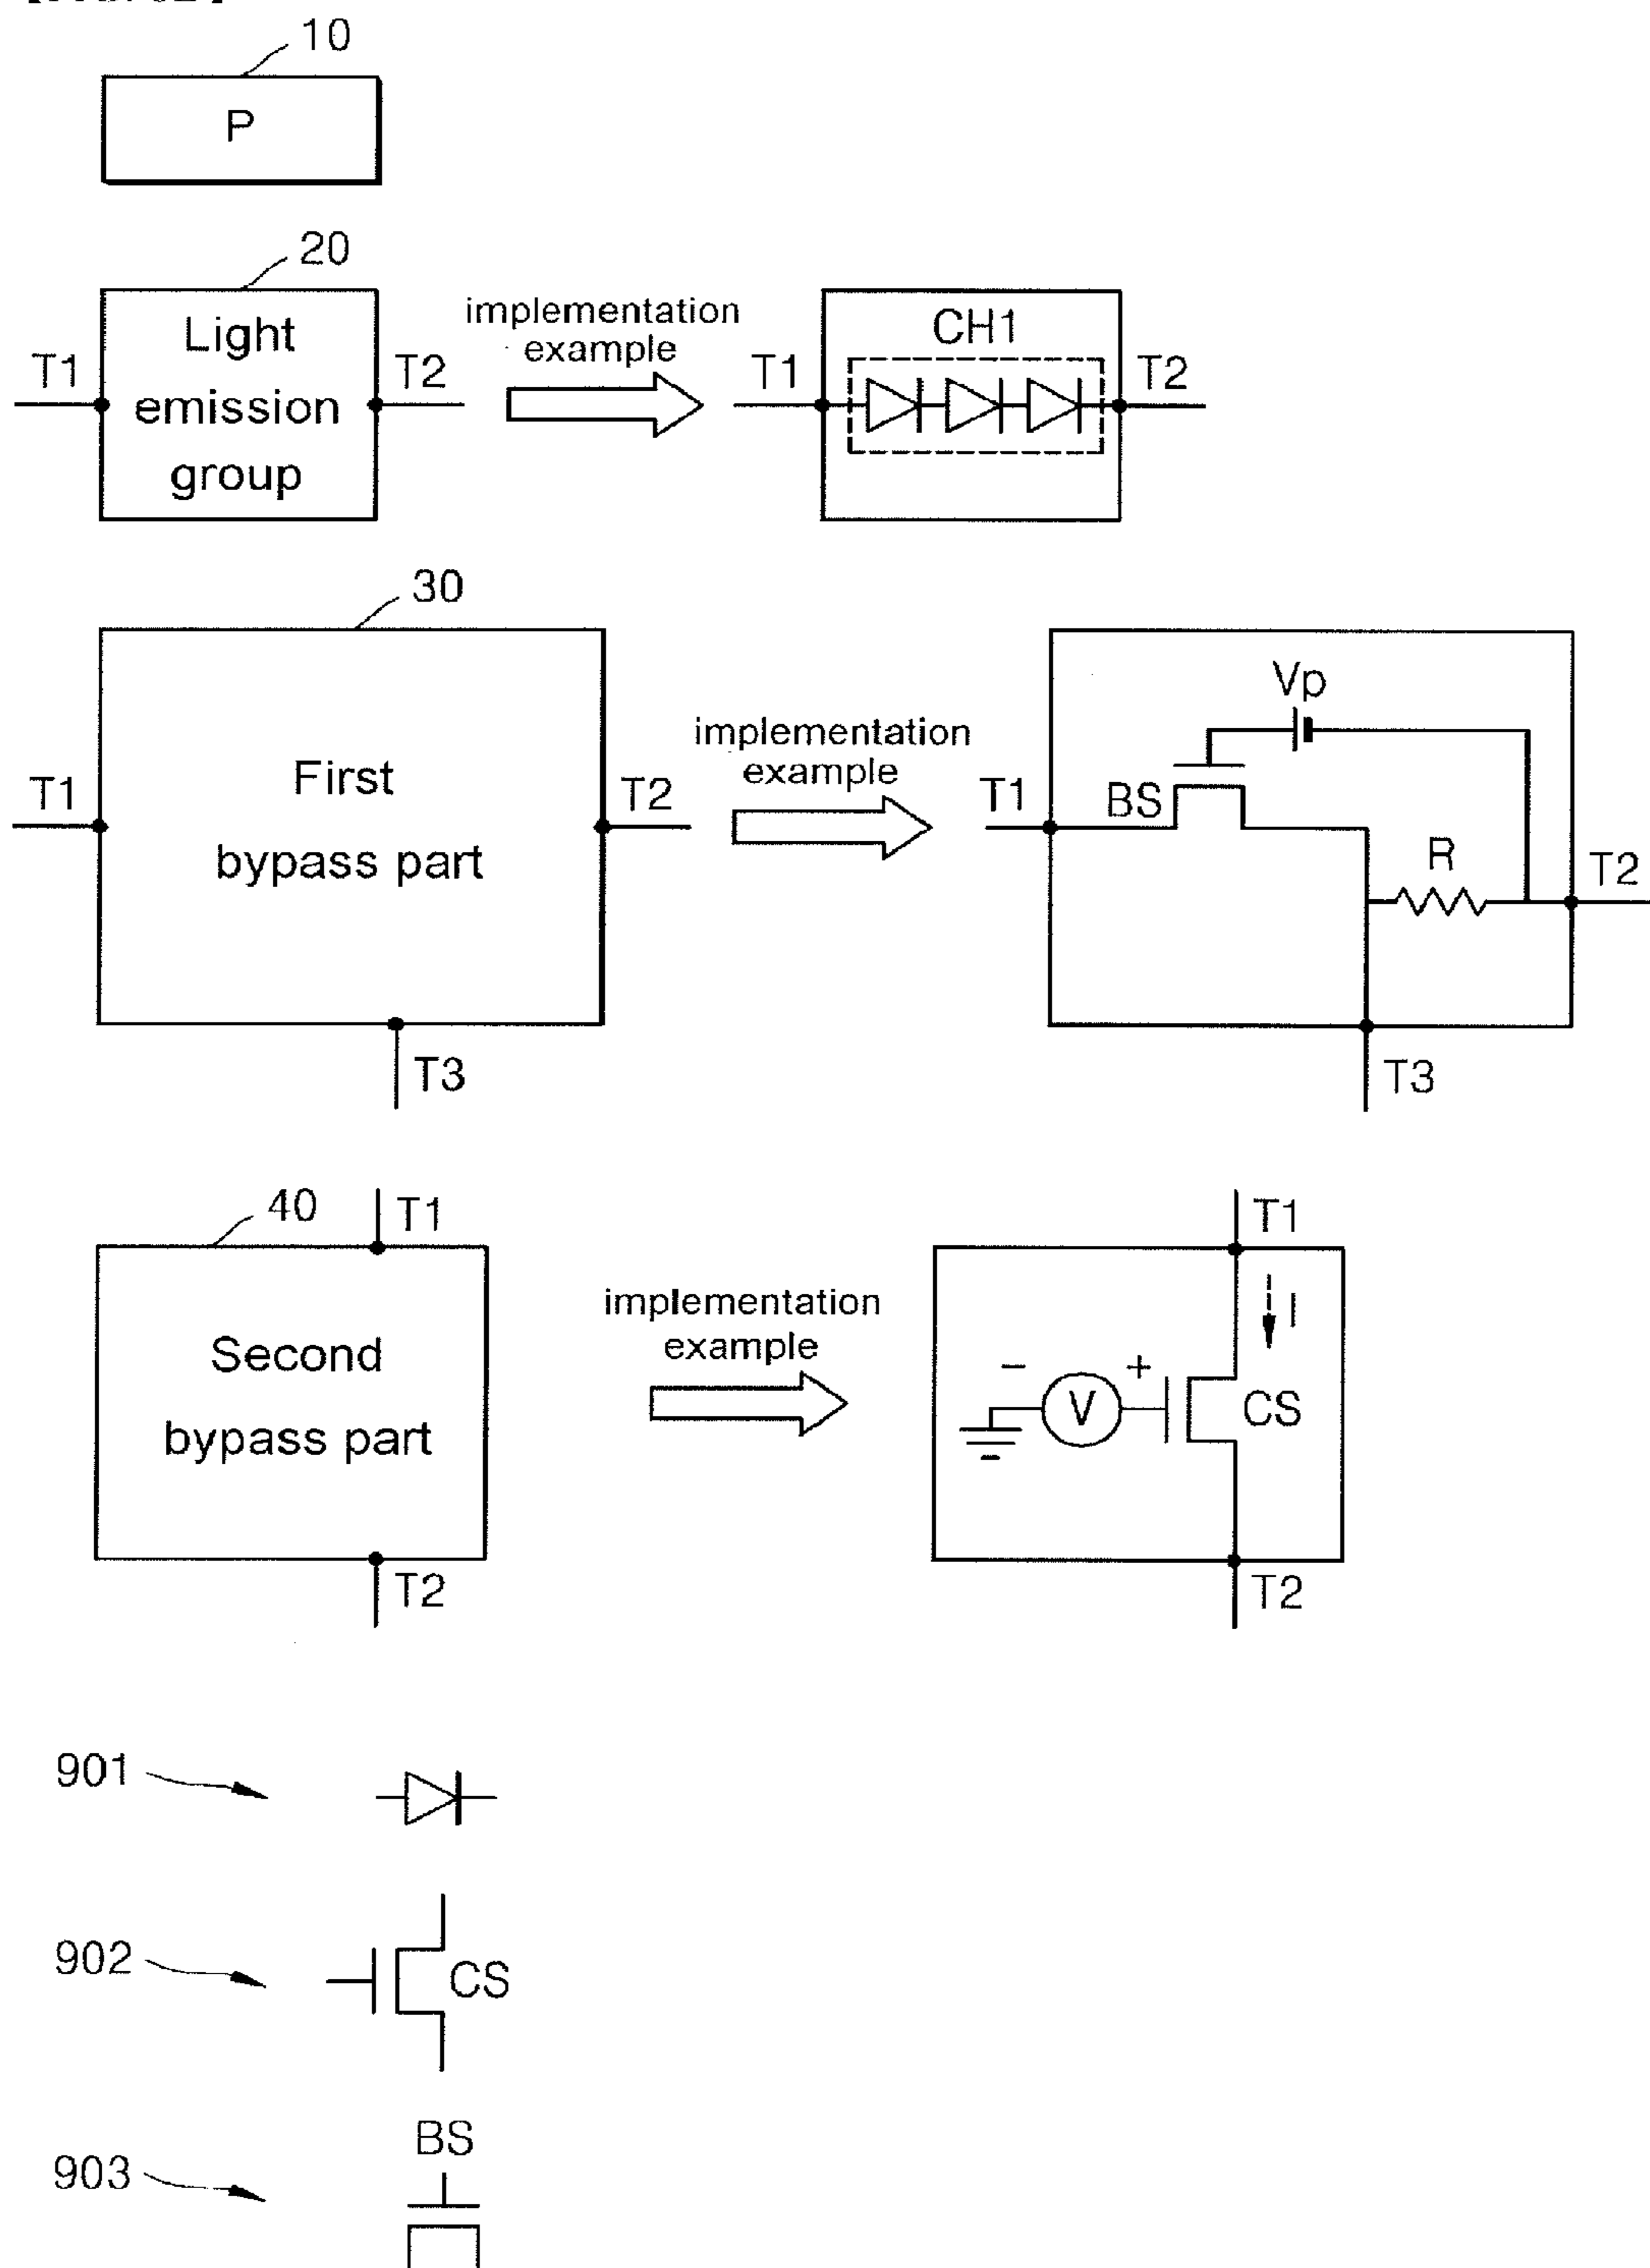 10
P
20
Light
emission
group
T1
T2
implementation
example
CH1
T1
T2
30
First
bypass part
T1
T2
T3
implementation
example
Vp
BS
R
T1
T2
T3
40
T1
Second
bypass part
T2
implementation
example
T1
I
− +
V
CS
T2
901
902
CS
BS
903